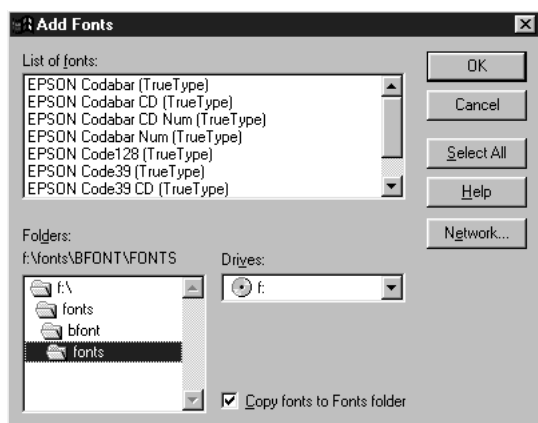 Add Fonts
List of fonts:
EPSON Codabar (TrueType)
EPSON Codabar CD (TrueType)
EPSON Codabar CD Num (TrueType)
EPSON Codabar Num (TrueType)
EPSON Code128 (TrueType)
EPSON Code39 (TrueType)
EPSON Code39 CD (TrueType)
OK
Cancel
Select All
Help
Network...
Folders:
f:\fonts\BFONT\FONTS
f:\
fonts
bfont
fonts
Drives:
f:
Copy fonts to Fonts folder